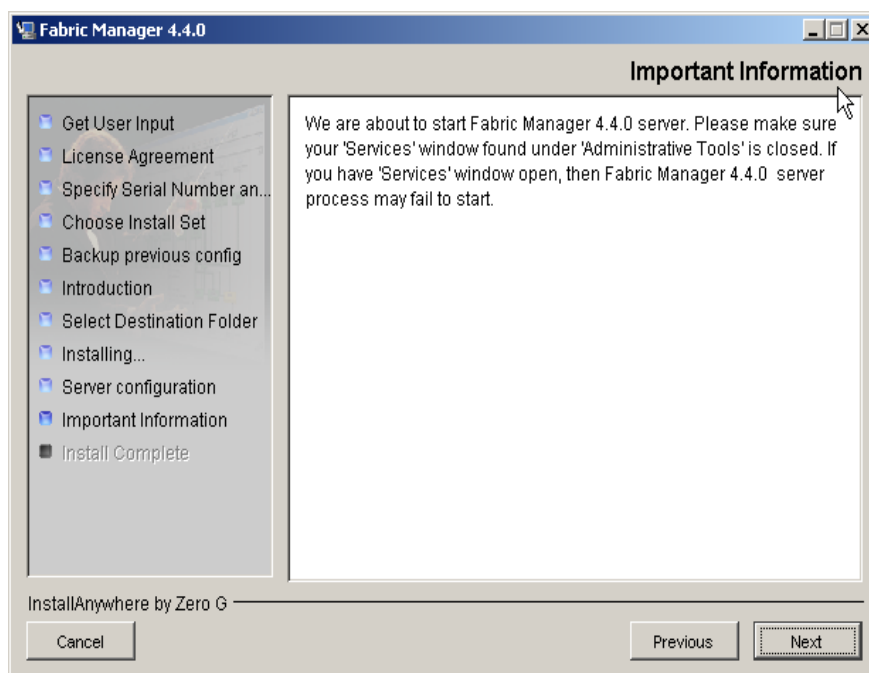 Fabric Manager 4.4.0
Important Information
Get User Input
License Agreement
Specify Serial Number an...
Choose Install Set
Backup previous config
Introduction
Select Destination Folder
Installing...
Server configuration
Important Information
Install Complete
We are about to start Fabric Manager 4.4.0 server. Please make sure
your 'Services' window found under 'Administrative Tools' is closed. If
you have 'Services' window open, then Fabric Manager 4.4.0 server
process may fail to start.
InstallAnywhere by Zero G
Cancel
Previous
Next